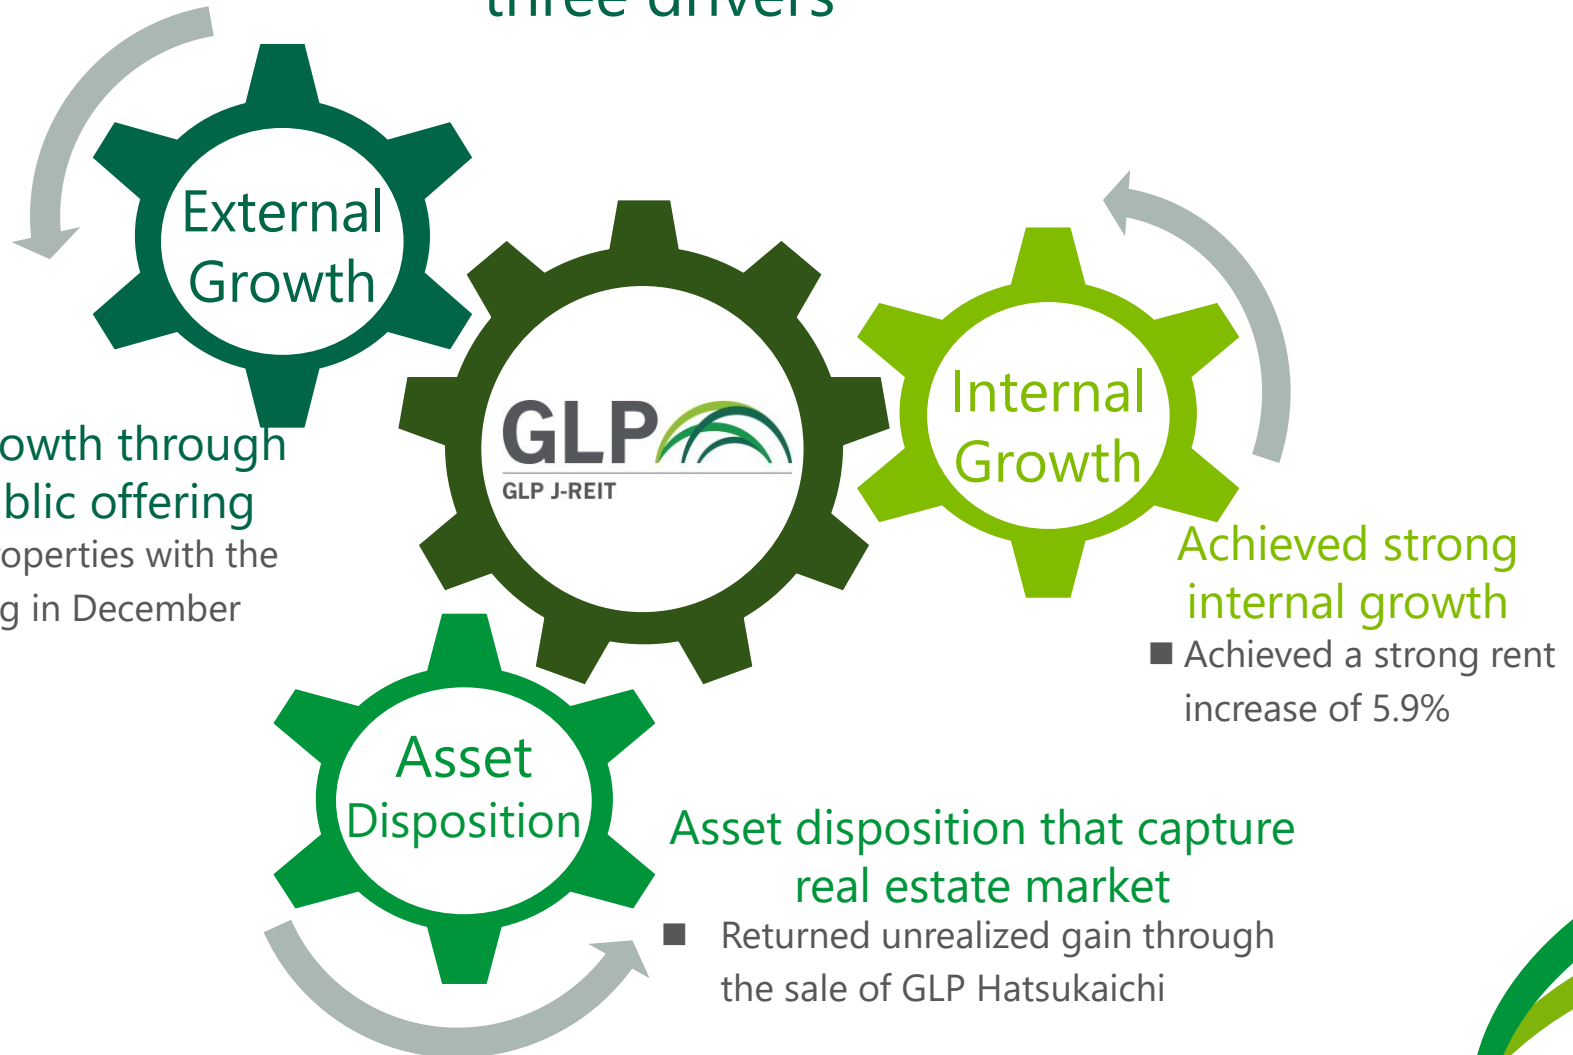 three drivers
External
Growth
owth through
blic offering
operties with the
g in December
GLP
GLP J-REIT
Internal
Growth
Achieved strong
internal growth
■ Achieved a strong rent
increase of 5.9%
Asset
Disposition
Asset disposition that capture
real estate market
■ Returned unrealized gain through
the sale of GLP Hatsukaichi